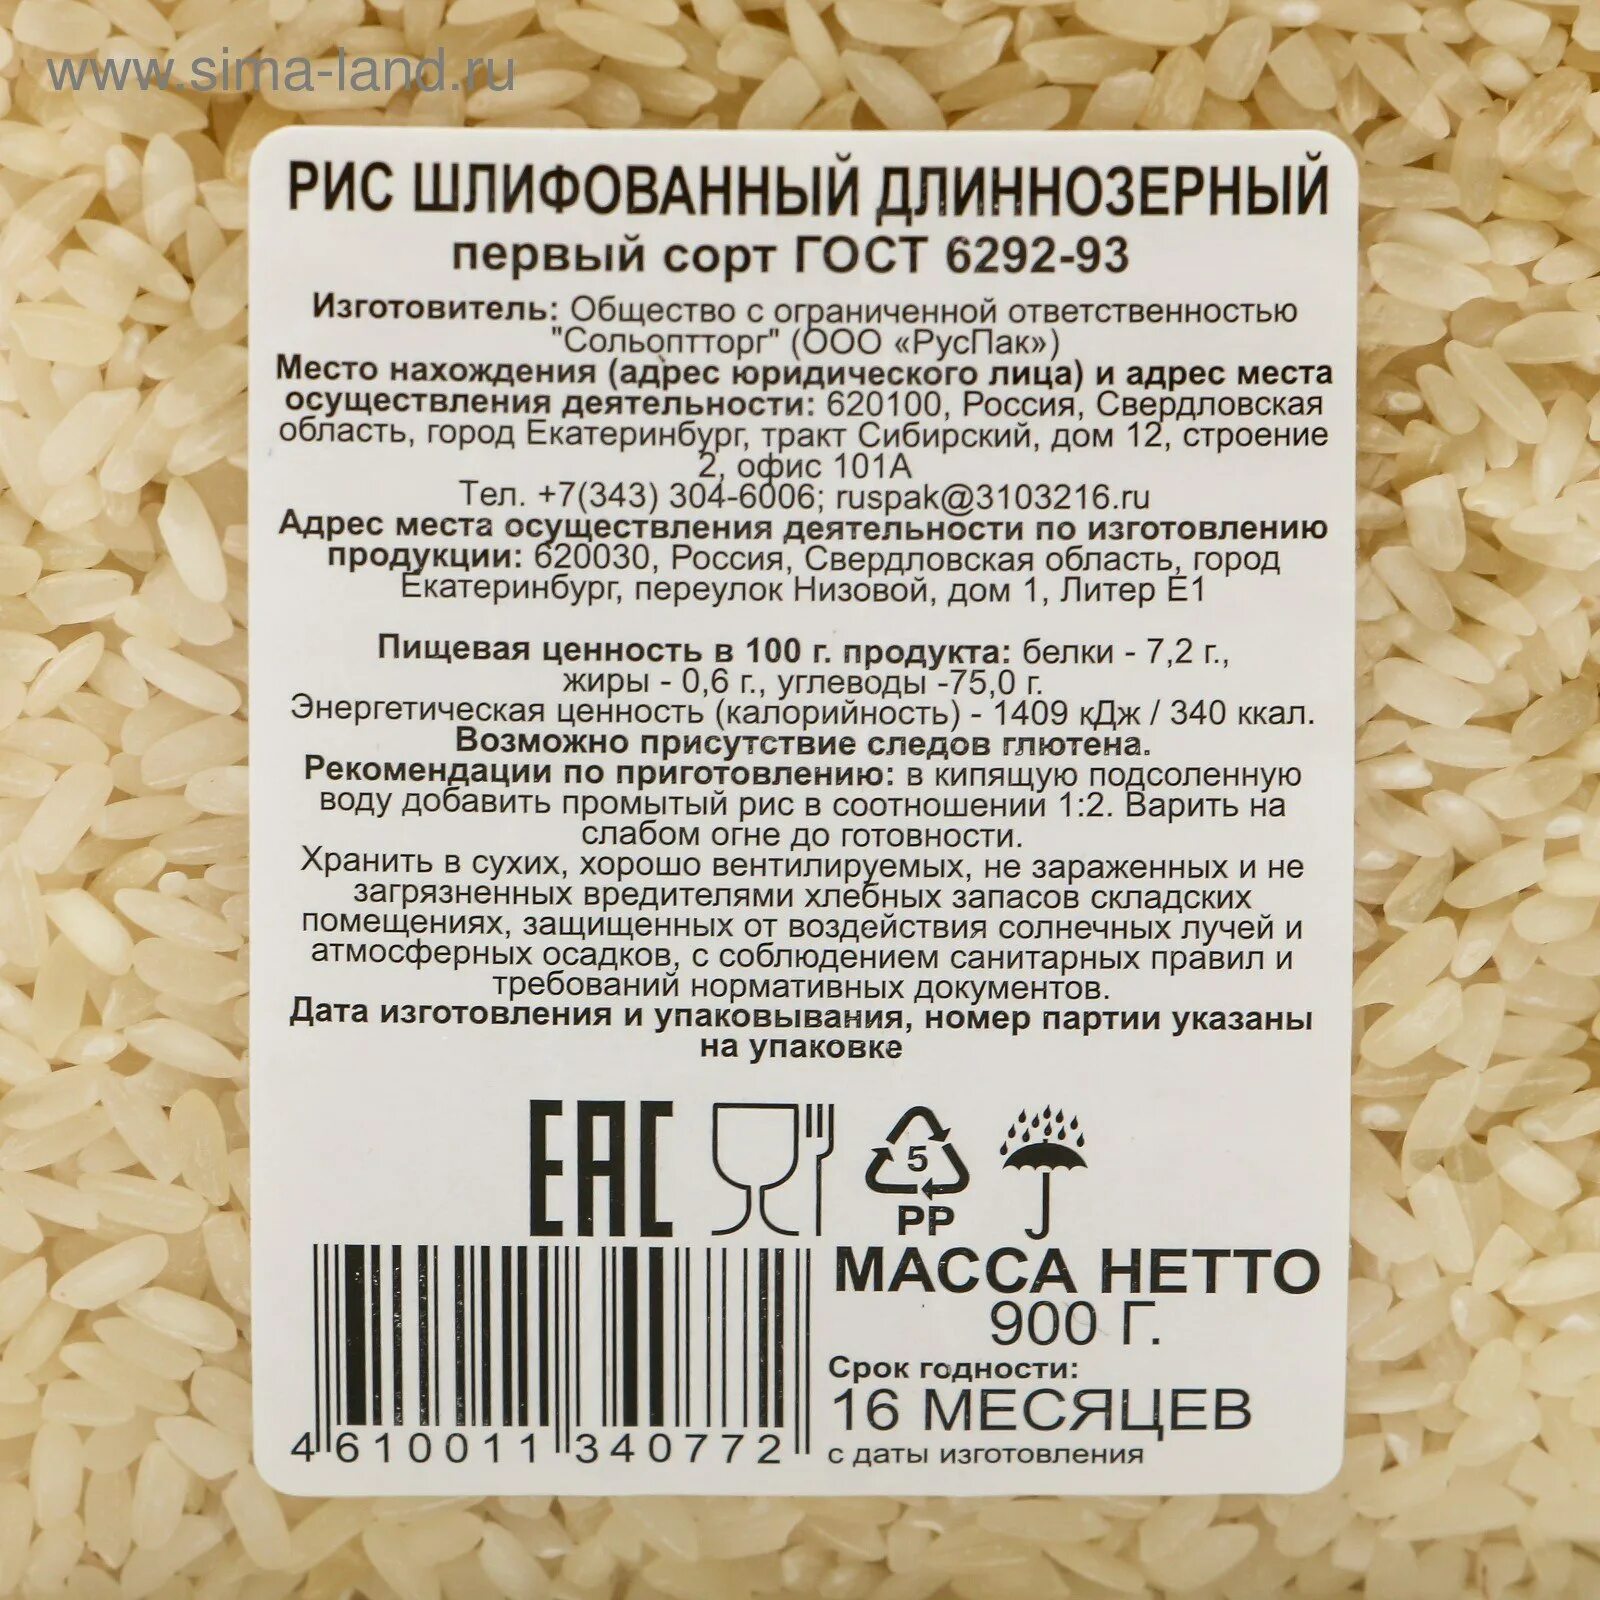 www.sima-land.ru
РИС ШЛИФОВАННЫЙ ДЛИННОЗЕРНЫЙ
первый сорт ГОСТ 6292-93
Изготовитель: Общество с ограниченной ответственностью
"Сольоптторг" (ООО «РусПак»)
Место нахождения (адрес юридического лица) и адрес места
осуществления деятельности: 620100, Россия, Свердловская
область, город Екатеринбург, тракт Сибирский, дом 12, строение
2, офис 101А
Тел. +7(343) 304-6006; ruspak@3103216.ru
Адрес места осуществления деятельности по изготовлению
продукции: 620030, Россия, Свердловская область, город
Екатеринбург, переулок Низовой, дом 1, Литер Е1
Пищевая ценность в 100 г. продукта: белки - 7,2 г.,
жиры - 0,6 г., углеводы -75,0 г.
Энергетическая ценность (калорийность) - 1409 кДж / 340 ккал.
Возможно присутствие следов глютена.
Рекомендации по приготовлению: в кипящую подсоленную
воду добавить промытый рис в соотношении 1:2. Варить на
слабом огне до готовности.
Хранить в сухих, хорошо вентилируемых, не зараженных и не
загрязненных вредителями хлебных запасов складских
помещениях, защищенных от воздействия солнечных лучей и
атмосферных осадков, с соблюдением санитарных правил и
требований нормативных документов.
Дата изготовления и упаковывания, номер партии указаны
на упаковке
ЕАС
5
PP
МАССА НЕТТО
900 Г.
Срок годности:
16 МЕСЯЦЕВ
с даты изготовления
4 610011 340772